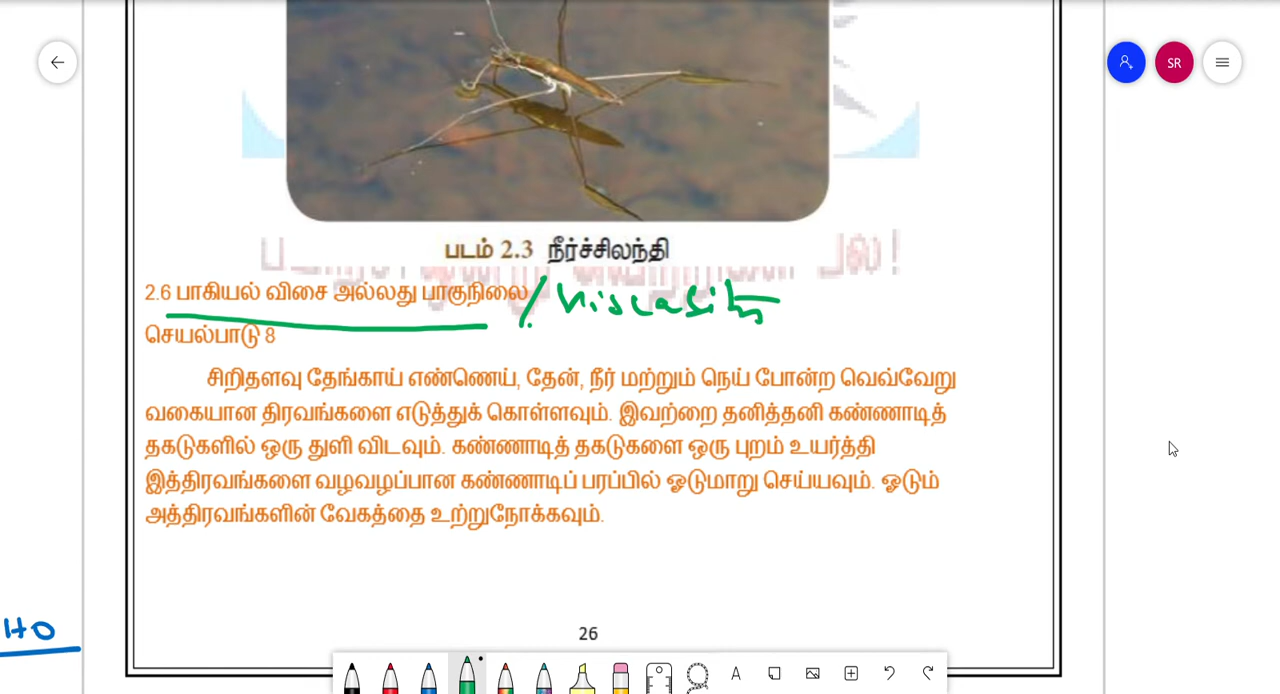 SR
படம் 2.3 நீர்ச்சிலந்தி
2.6 பாகியல் விசை அல்லது பாகுநிலை / Viscosity
செயல்பாடு 8
சிறிதளவு தேங்காய் எண்ணெய், தேன், நீர் மற்றும் நெய் போன்ற வெவ்வேறு
வகையான திரவங்களை எடுத்துக் கொள்ளவும். இவற்றை தனித்தனி கண்ணாடித்
தகடுகளில் ஒரு துளி விடவும். கண்ணாடித் தகடுகளை ஒரு புறம் உயர்த்தி
இத்திரவங்களை வழவழப்பான கண்ணாடிப் பரப்பில் ஓடுமாறு செய்யவும். ஓடும்
அத்திரவங்களின் வேகத்தை உற்றுநோக்கவும்.
HO
26
A